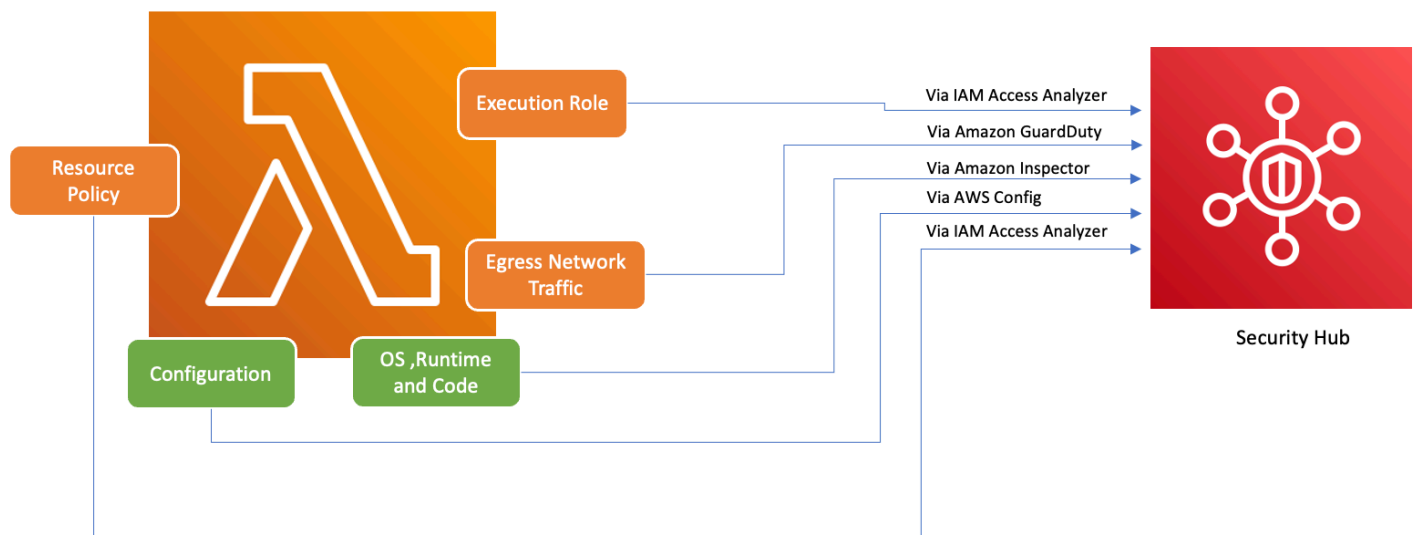 Execution Role
Resource
Policy
Egress Network
Traffic
Configuration
OS ,Runtime
and Code
Via IAM Access Analyzer
Via Amazon GuardDuty
Via Amazon Inspector
Via AWS Config
Via IAM Access Analyzer
Security Hub